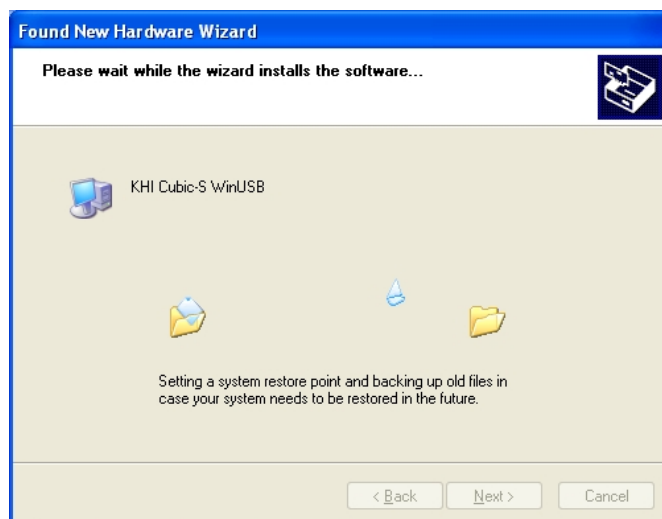 Found New Hardware Wizard
Please wait while the wizard installs the software...
KHI Cubic-S WinUSB
Setting a system restore point and backing up old files in
case your system needs to be restored in the future.
< Back
Next >
Cancel